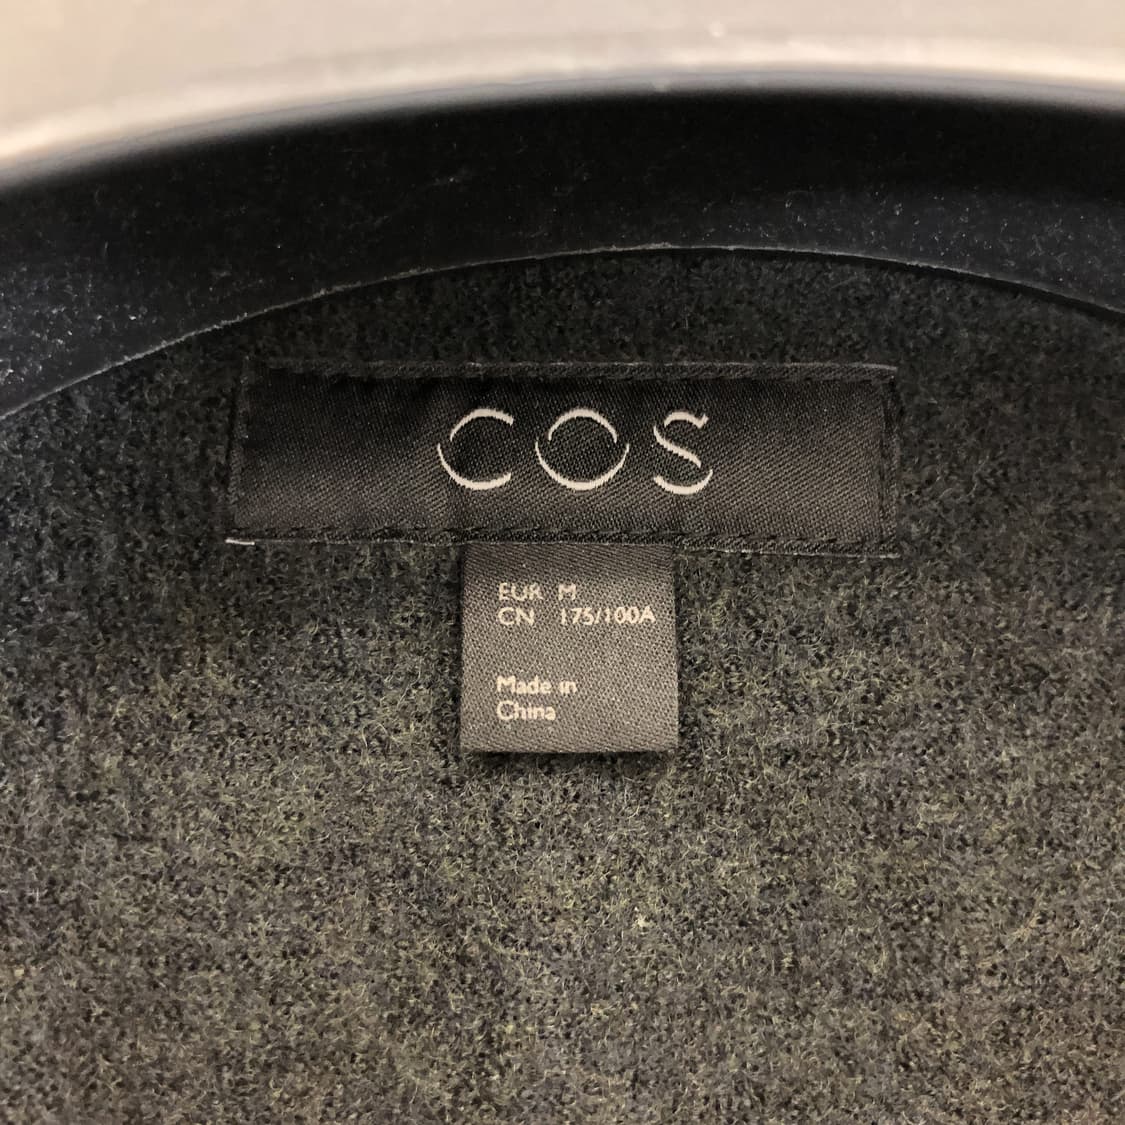 COS
EUR M
CN 175/100A
Made in
China